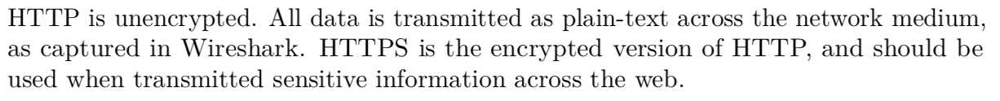 HTTP is unencrypted. All data is transmitted as plain-text across the network medium,
as captured in Wireshark. HTTPS is the encrypted version of HTTP, and should be
used when transmitted sensitive information across the web.